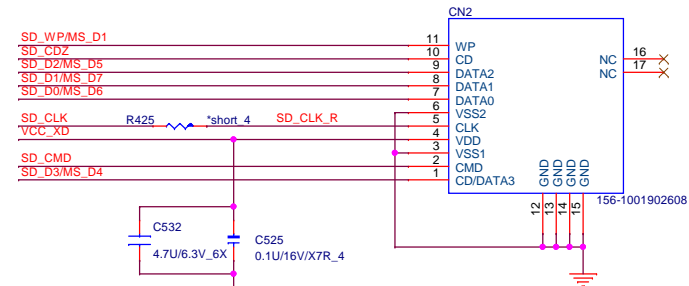 CN2
SD_WP/MS_D1 11 WP
SD_CDZ 10 CD NC 16
SD_D2/MS_D5 9 DATA2 NC 17
SD_D1/MS_D7 8 DATA1
SD_D0/MS_D6 7 DATA0
6 VSS2
SD_CLK R425 *short_4 SD_CLK_R 5 CLK
VCC_XD 4 VDD
3 VSS1
SD_CMD 2 CMD
SD_D3/MS_D4 1 CD/DATA3
GND GND GND GND
12 13 14 15
156-1001902608
C532
4.7U/6.3V_6X
C525
0.1U/16V/X7R_4